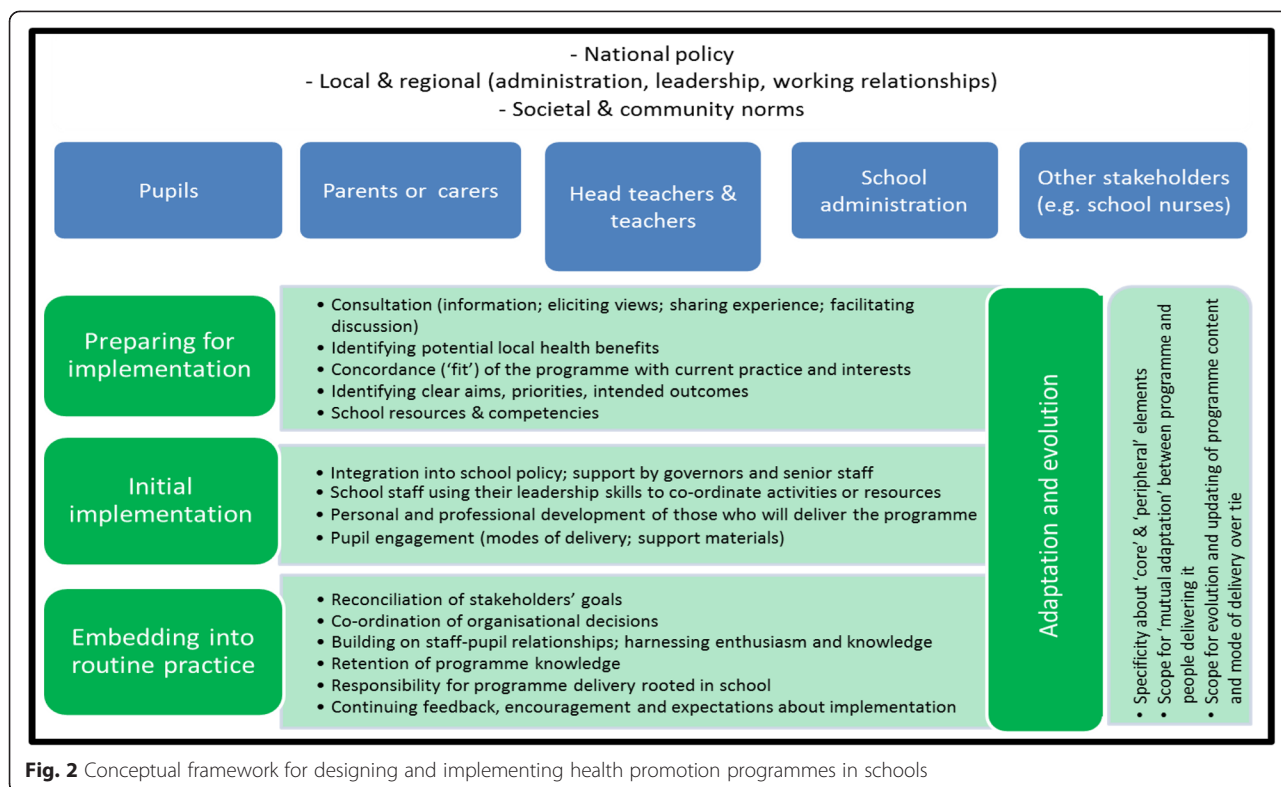 - National policy
- Local & regional (administration, leadership, working relationships)
- Societal & community norms
Pupils
Parents or carers
Head teachers &
teachers
School
administration
Other stakeholders
(e.g. school nurses)
Preparing for
implementation
• Consultation (information; eliciting views; sharing experience; facilitating
discussion)
• Identifying potential local health benefits
• Concordance (‘fit’) of the programme with current practice and interests
• Identifying clear aims, priorities, intended outcomes
• School resources & competencies
Initial
implementation
• Integration into school policy; support by governors and senior staff
• School staff using their leadership skills to co-ordinate activities or resources
• Personal and professional development of those who will deliver the programme
• Pupil engagement (modes of delivery; support materials)
Embedding into
routine practice
• Reconciliation of stakeholders’ goals
• Co-ordination of organisational decisions
• Building on staff-pupil relationships; harnessing enthusiasm and knowledge
• Retention of programme knowledge
• Responsibility for programme delivery rooted in school
• Continuing feedback, encouragement and expectations about implementation
Adaptation and evolution
• Specificity about ‘core’ & ‘peripheral’ elements
• Scope for ‘mutual adaptation’ between programme and
people delivering it
• Scope for evolution and updating of programme content
and mode of delivery over tie
Fig. 2 Conceptual framework for designing and implementing health promotion programmes in schools